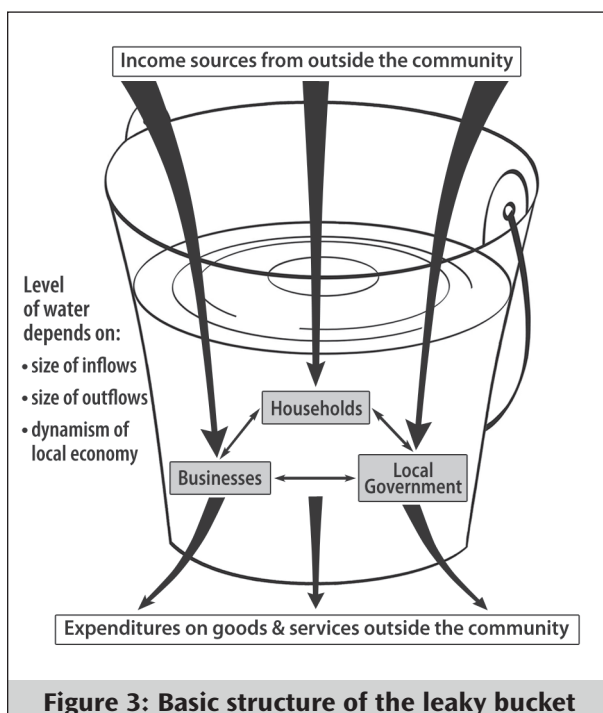 Income sources from outside the community
Level
of water
depends on:
• size of inflows
• size of outflows
• dynamism of
local economy
Households
Businesses
Local
Government
Expenditures on goods & services outside the community
Figure 3: Basic structure of the leaky bucket